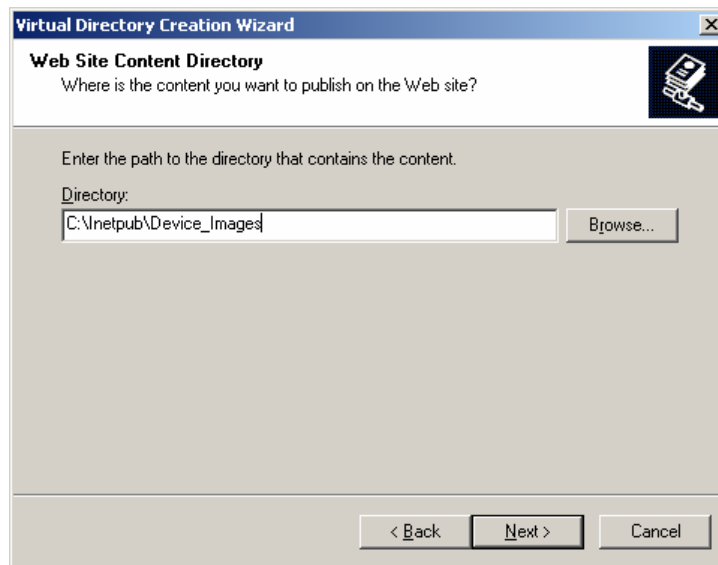 Virtual Directory Creation Wizard
Web Site Content Directory
Where is the content you want to publish on the Web site?
Enter the path to the directory that contains the content.
Directory:
C:\Inetpub\Device_Images
Browse...
< Back Next > Cancel